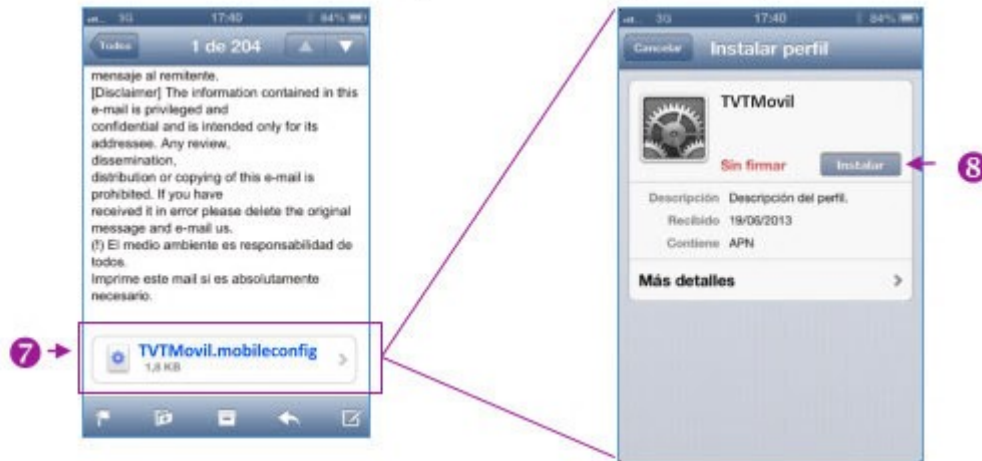 3G 17:40 84%
Todos 1 de 204
mensaje al remitente.
[Disclaimer] The information contained in this
e-mail is privileged and
confidential and is intended only for its
addressee. Any review,
dissemination,
distribution or copying of this e-mail is
prohibited. If you have
received it in error please delete the original
message and e-mail us.
(!) El medio ambiente es responsabilidad de
todos.
Imprime este mail si es absolutamente
necesario.
7
TVTMovil.mobileconfig
1,8 KB
3G 17:40 84%
Cancelar Instalar perfil
TVTMovil
Sin firmar Instalar
8
Descripción Descripción del perfil.
Recibido 19/06/2013
Contiene APN
Más detalles